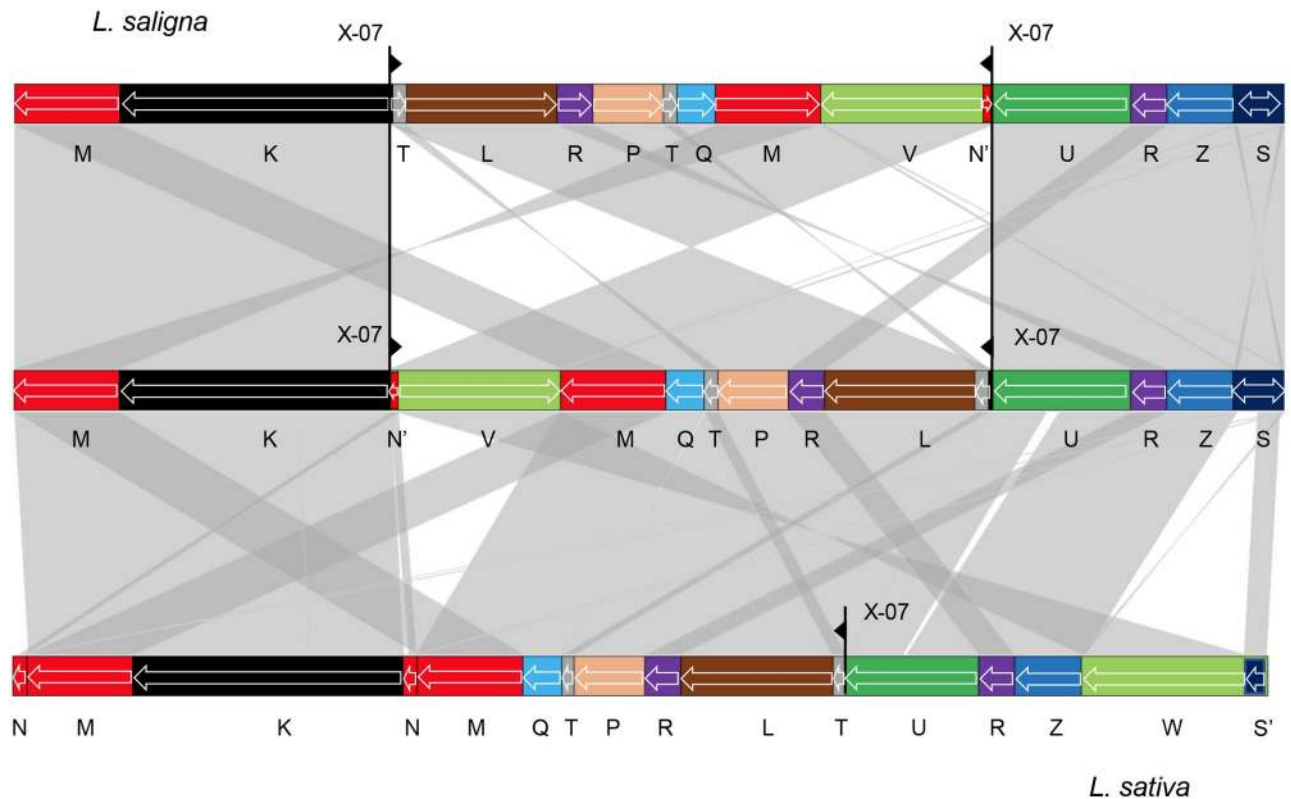 L. saligna
X-07 X-07
M K T L R P T Q M V N' U R Z S
X-07 X-07
M K N' V M Q T P R L U R Z S
X-07
N M K N M Q T P R L T U R Z W S'
L. sativa